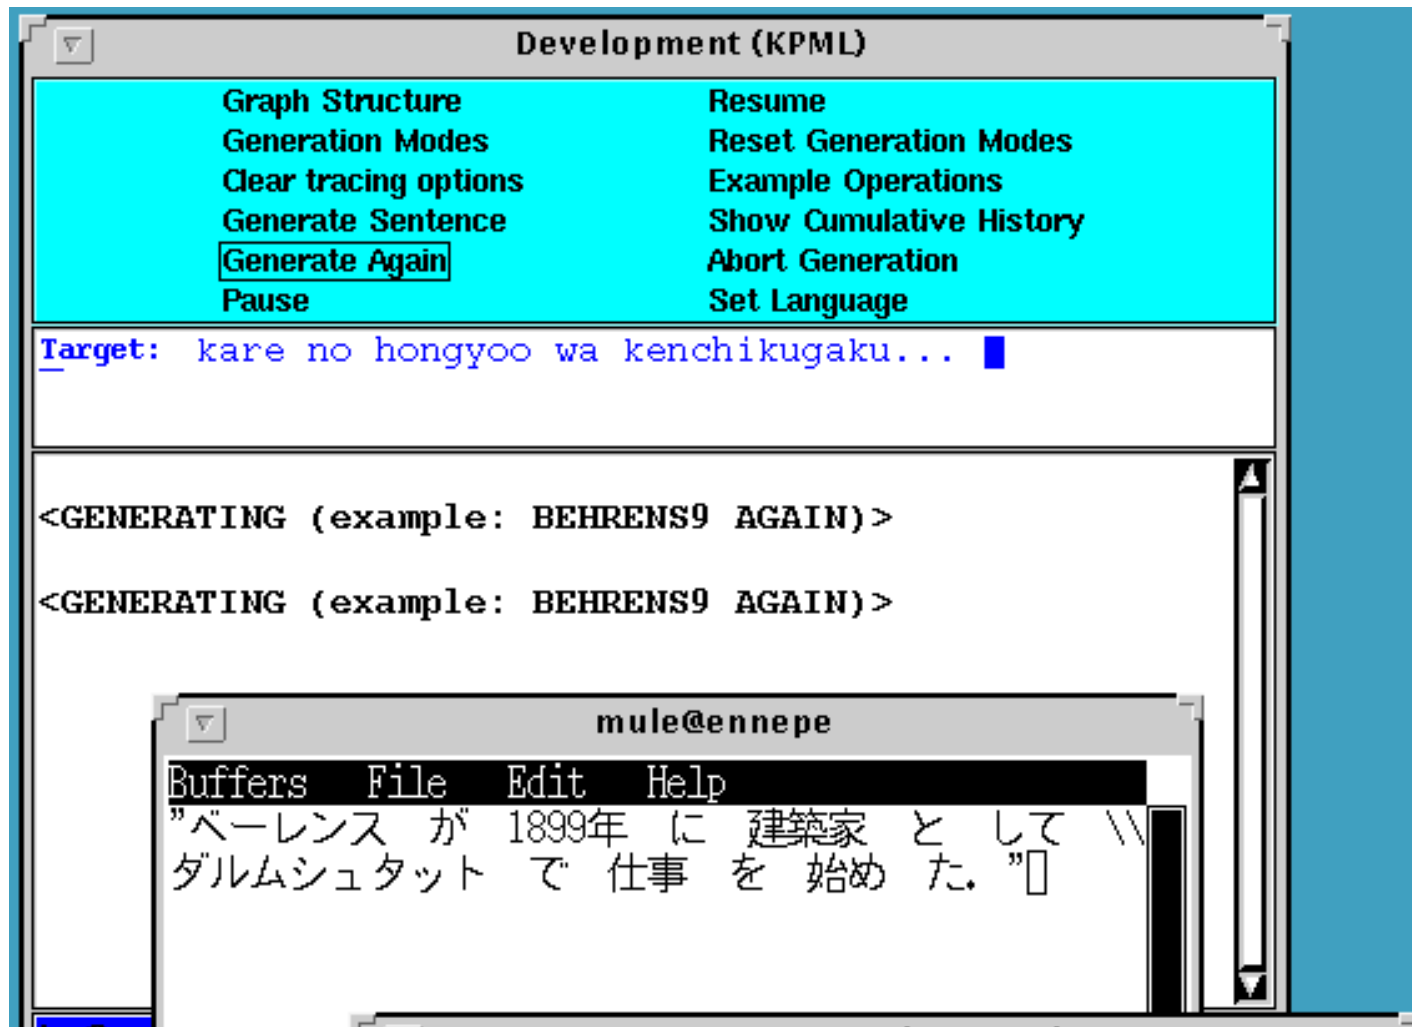 Development (KPML)
Graph Structure Resume
Generation Modes Reset Generation Modes
Clear tracing options Example Operations
Generate Sentence Show Cumulative History
Generate Again Abort Generation
Pause Set Language
Target: kare no hongyoo wa kenchikugaku...
<GENERATING (example: BEHRENS9 AGAIN)>
<GENERATING (example: BEHRENS9 AGAIN)>
mule@ennepe
Buffers File Edit Help
"ベーレンス が 1899年 に 建築家 と して \\
ダルムシュタット で 仕事 を 始め た."